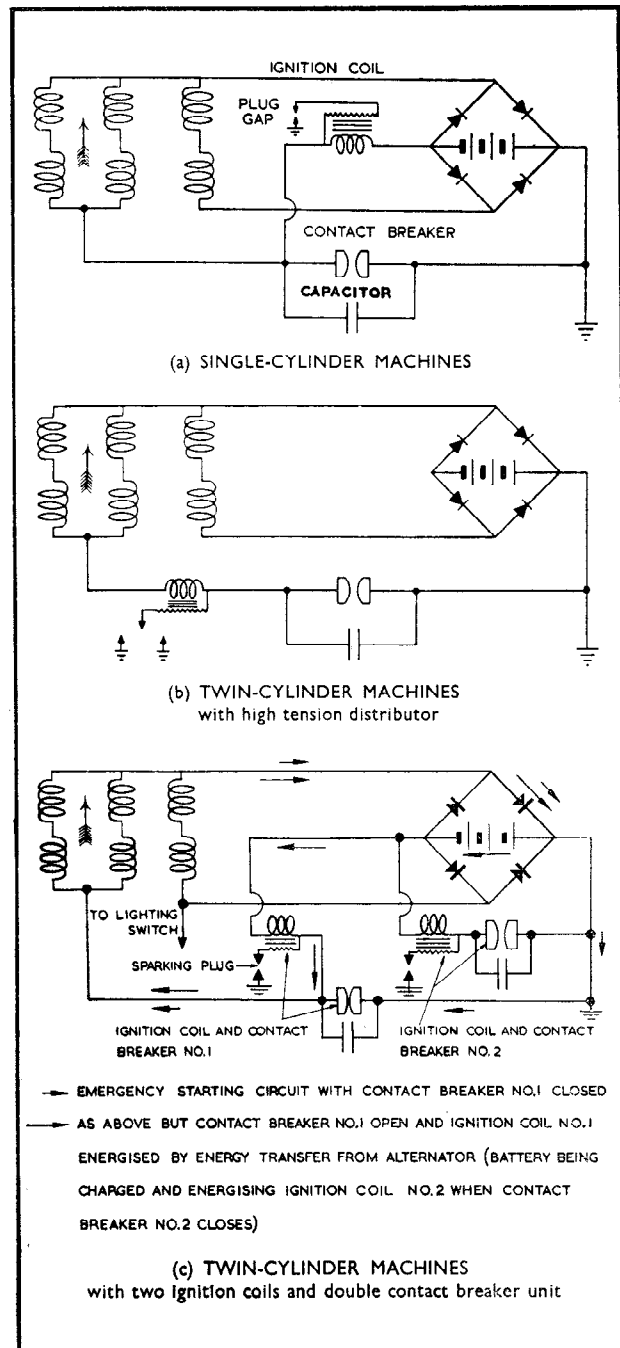 IGNITION COIL
PLUG
GAP
CONTACT BREAKER
CAPACITOR
(a) SINGLE-CYLINDER MACHINES
(b) TWIN-CYLINDER MACHINES
with high tension distributor
TO LIGHTING
SWITCH
SPARKING PLUG
IGNITION COIL AND CONTACT
BREAKER NO.1
IGNITION COIL AND CONTACT
BREAKER NO.2
EMERGENCY STARTING CIRCUIT WITH CONTACT BREAKER NO.1 CLOSED
AS ABOVE BUT CONTACT BREAKER NO.1 OPEN AND IGNITION COIL NO.1
ENERGISED BY ENERGY TRANSFER FROM ALTERNATOR (BATTERY BEING
CHARGED AND ENERGISING IGNITION COIL NO.2 WHEN CONTACT
BREAKER NO.2 CLOSES)
(c) TWIN-CYLINDER MACHINES
with two ignition coils and double contact breaker unit